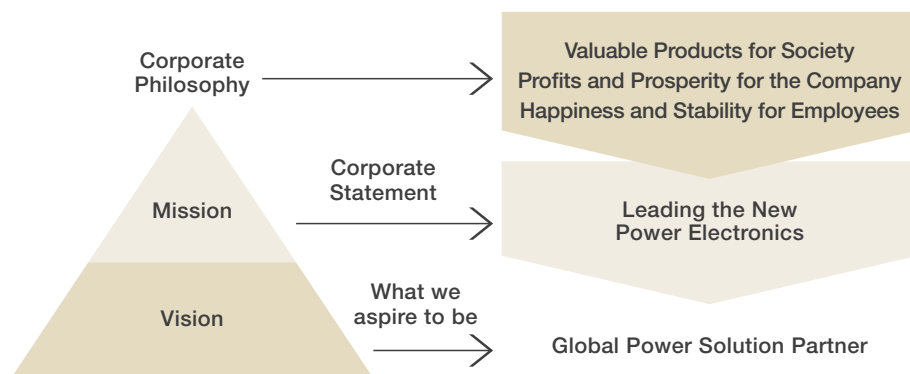 Corporate
Philosophy
Valuable Products for Society
Profits and Prosperity for the Company
Happiness and Stability for Employees
Mission
Corporate
Statement
Leading the New
Power Electronics
Vision
What we
aspire to be
Global Power Solution Partner